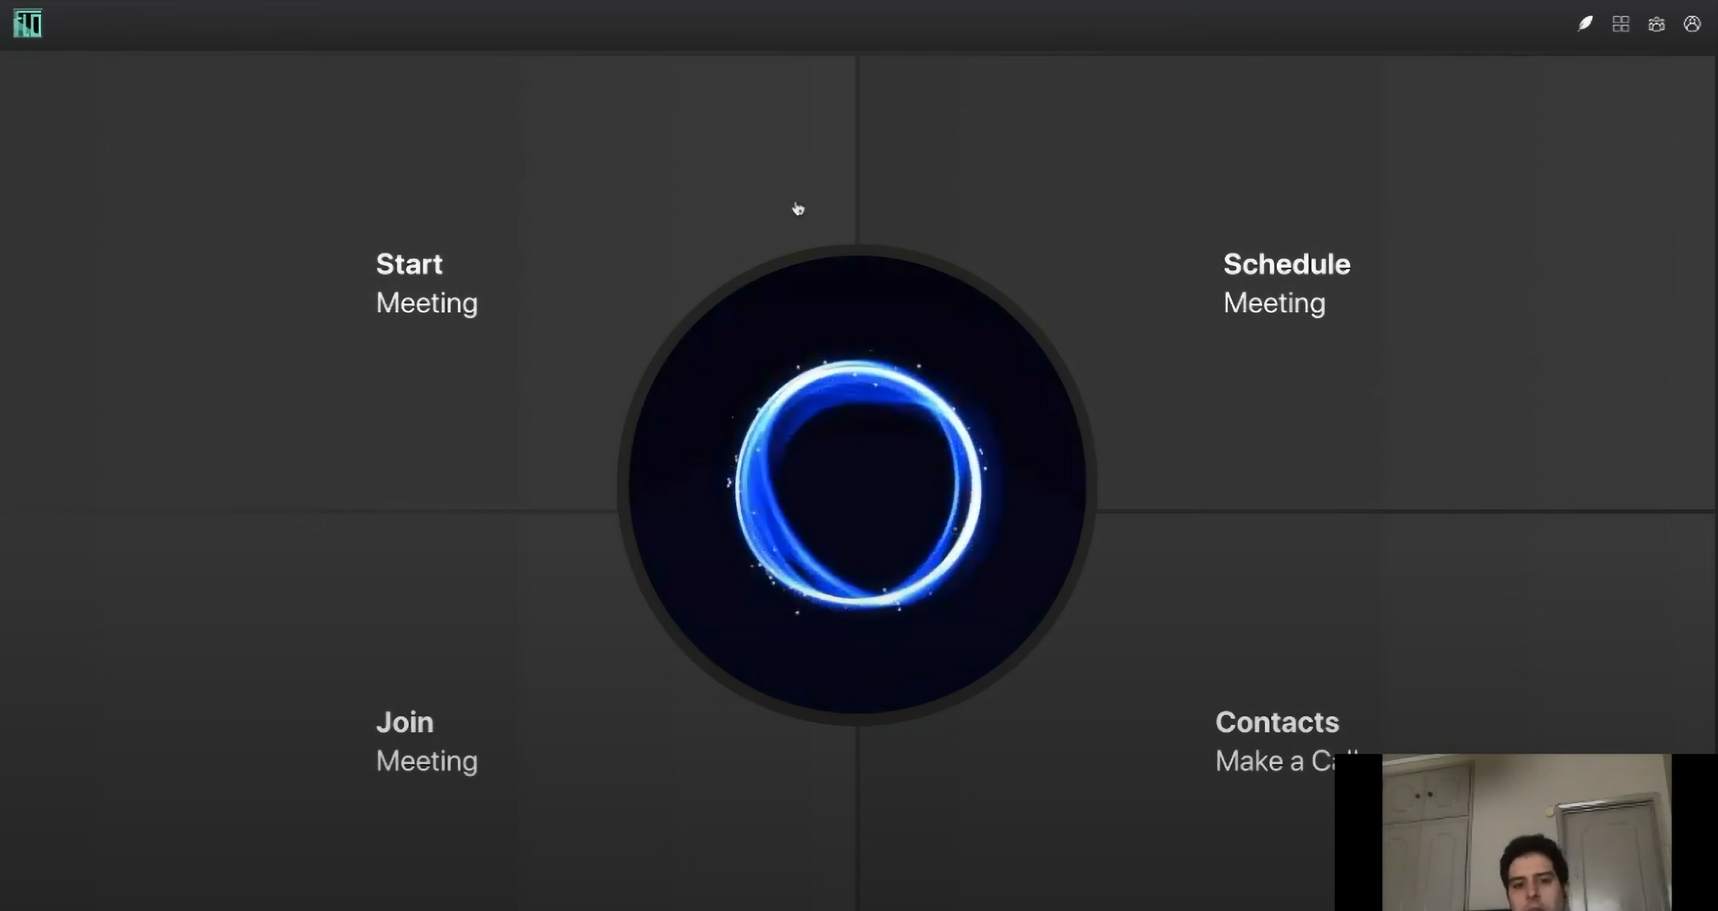 Start
Meeting
Schedule
Meeting
Join
Meeting
Contacts
Make a